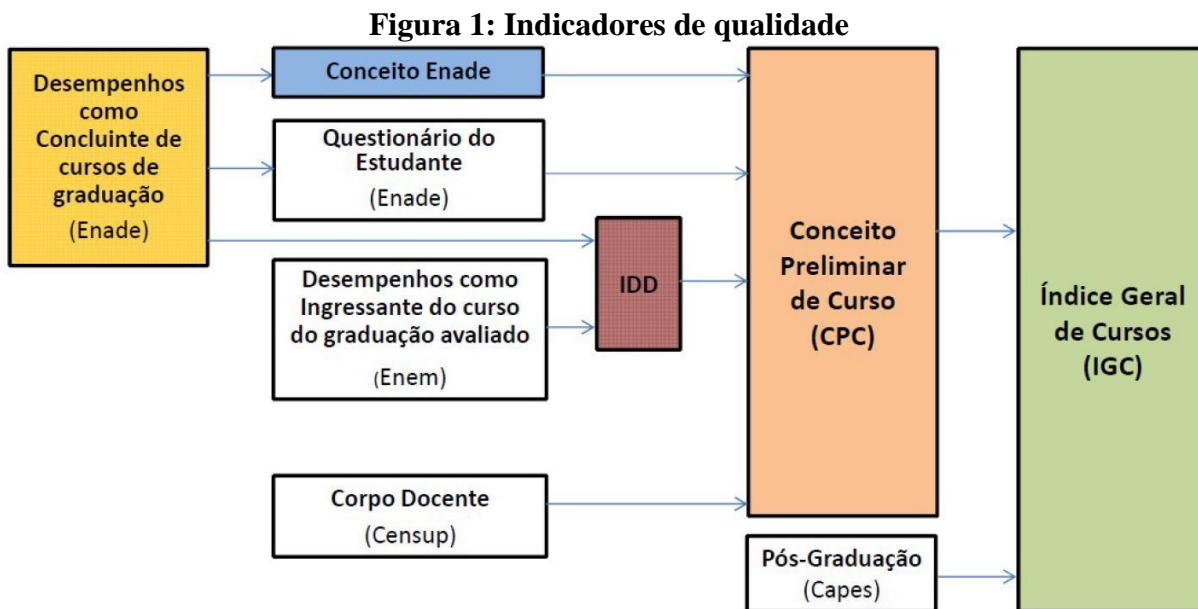 Figura 1: Indicadores de qualidade
Desempenhos
como
Concluinte de
cursos de
graduação
(Enade)
Conceito Enade
Questionário do
Estudante
(Enade)
Desempenhos como
Ingressante do curso
do graduação avaliado
(Enem)
IDD
Corpo Docente
(Censup)
Conceito
Preliminar
de Curso
(CPC)
Pós-Graduação
(Capes)
Índice Geral
de Cursos
(IGC)